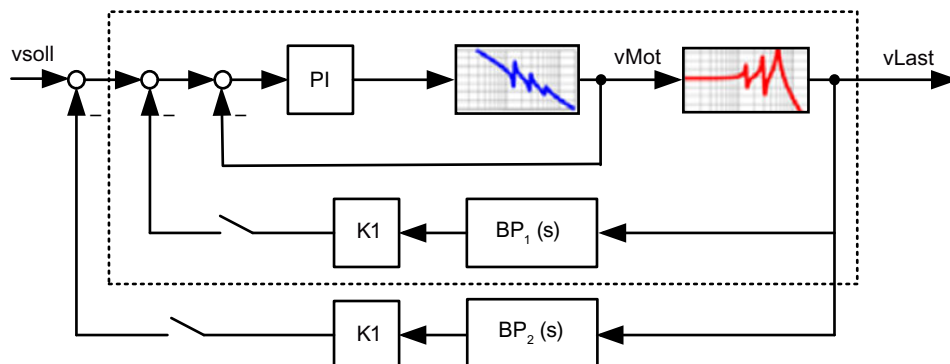 vsoll
PI
vMot
vLast
–
–
–
K1
BP₁ (s)
K1
BP₂ (s)